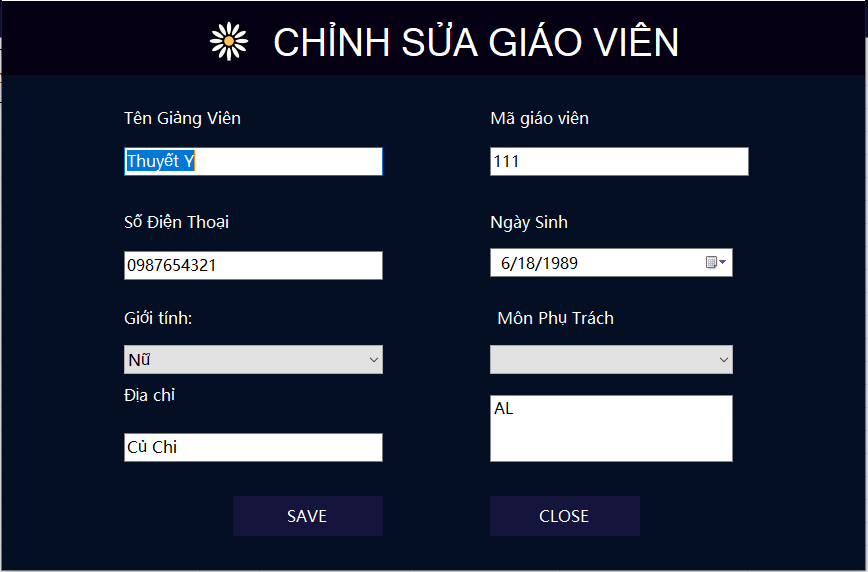 CHỈNH SỬA GIÁO VIÊN
Tên Giảng Viên
Mã giáo viên
Thuyết Y
111
Số Điện Thoại
Ngày Sinh
0987654321
6/18/1989
Giới tính:
Môn Phụ Trách
Nữ
Địa chỉ
AL
Củ Chi
SAVE
CLOSE